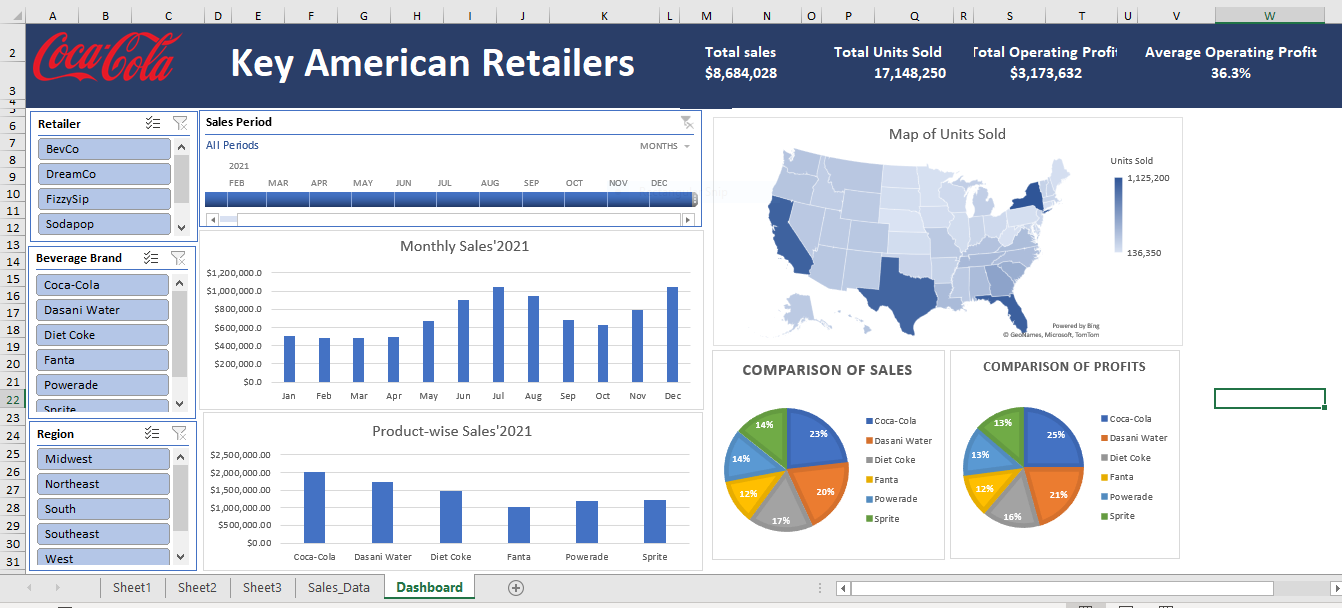 A B C D E F G H I J K L M N O P Q R S T U V W
Coca-Cola
Key American Retailers
Total sales
$8,684,028
Total Units Sold
17,148,250
Total Operating Profit
$3,173,632
Average Operating Profit
36.3%
Retailer
BevCo
DreamCo
FizzySip
Sodapop
Beverage Brand
Coca-Cola
Dasani Water
Diet Coke
Fanta
Powerade
Sprite
Region
Midwest
Northeast
South
Southeast
West
Sales Period
All Periods
MONTHS
2021
FEB MAR APR MAY JUN JUL AUG SEP OCT NOV DEC
Monthly Sales'2021
$1,200,000.0
$1,000,000.0
$800,000.0
$600,000.0
$400,000.0
$200,000.0
$0.0
Jan Feb Mar Apr May Jun Jul Aug Sep Oct Nov Dec
Product-wise Sales'2021
$2,500,000.00
$2,000,000.00
$1,500,000.00
$1,000,000.00
$500,000.00
$0.00
Coca-Cola Dasani Water Diet Coke Fanta Powerade Sprite
Map of Units Sold
Units Sold
1,125,200
136,350
Powered by Bing
© GeoNames, Microsoft, TomTom
COMPARISON OF SALES
23%
20%
17%
12%
14%
14%
Coca-Cola
Dasani Water
Diet Coke
Fanta
Powerade
Sprite
COMPARISON OF PROFITS
25%
21%
16%
12%
13%
13%
Coca-Cola
Dasani Water
Diet Coke
Fanta
Powerade
Sprite
2
3
4
5
6
7
8
9
10
11
12
13
14
15
16
17
18
19
20
21
22
23
24
25
26
27
28
29
30
31
Sheet1 Sheet2 Sheet3 Sales_Data Dashboard